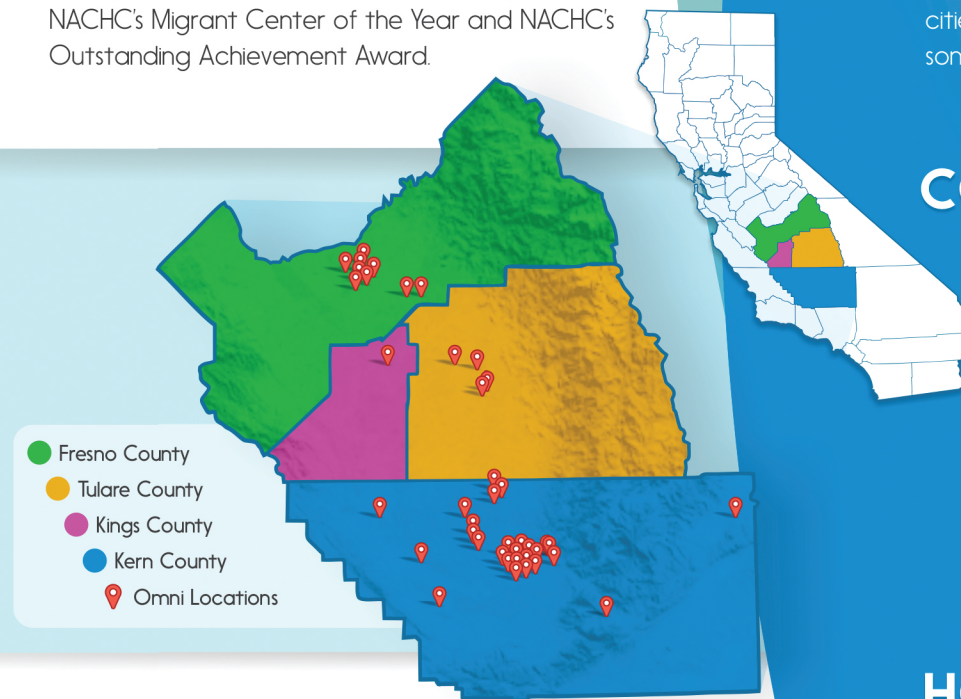 NACHC's Migrant Center of the Year and NACHC's
Outstanding Achievement Award.
Fresno County
Tulare County
Kings County
Kern County
Omni Locations